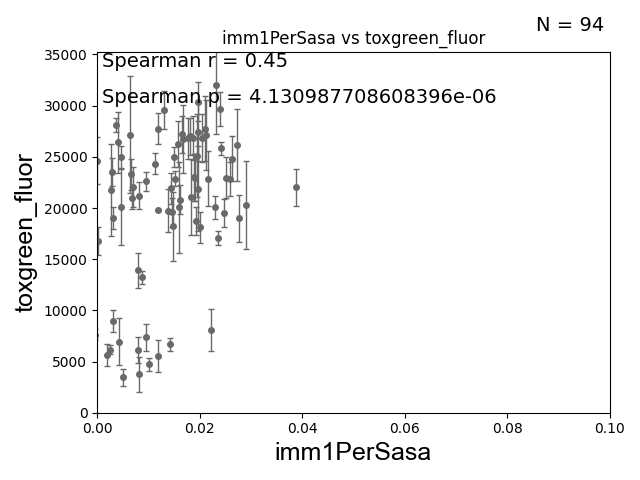 N = 94
imm1PerSasa vs toxgreen_fluor
Spearman r = 0.45
Spearman p = 4.130987708608396e-06
35000
30000
25000
20000
15000
10000
5000
0
toxgreen_fluor
0.00 0.02 0.04 0.06 0.08 0.10
imm1PerSasa